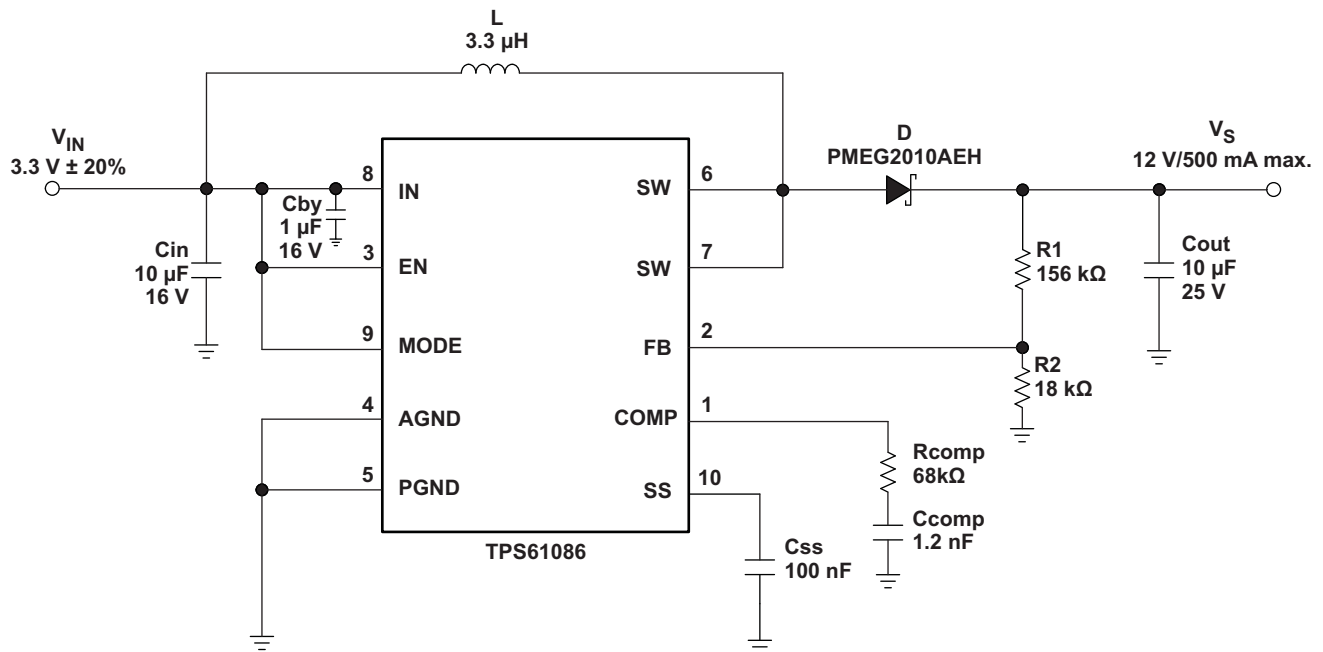 L
3.3 µH
VIN
3.3 V ± 20%
D
PMEG2010AEH
VS
12 V/500 mA max.
8
IN
SW
6
Cby
1 µF
16 V
Cin
10 µF
16 V
3
EN
SW
7
R1
156 kΩ
Cout
10 µF
25 V
9
MODE
FB
2
R2
18 kΩ
4
AGND
COMP
1
Rcomp
68kΩ
5
PGND
SS
10
Ccomp
1.2 nF
TPS61086
Css
100 nF